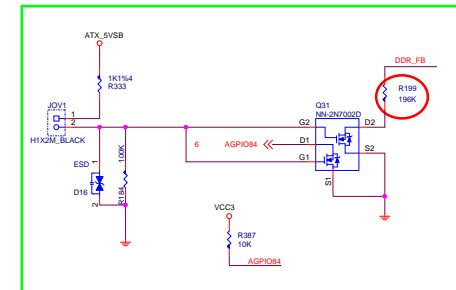 ATX_5VSB
DDR_FB
1K1%4
R333
R199
196K
JOV1
1
2
H1X2M_BLACK
Q31
NN-2N7002D
G2
D2
6
AGPIO84
D1
S2
G1
S1
ESD
1
D16
2
100K
R184
VCC3
R387
10K
AGPIO84